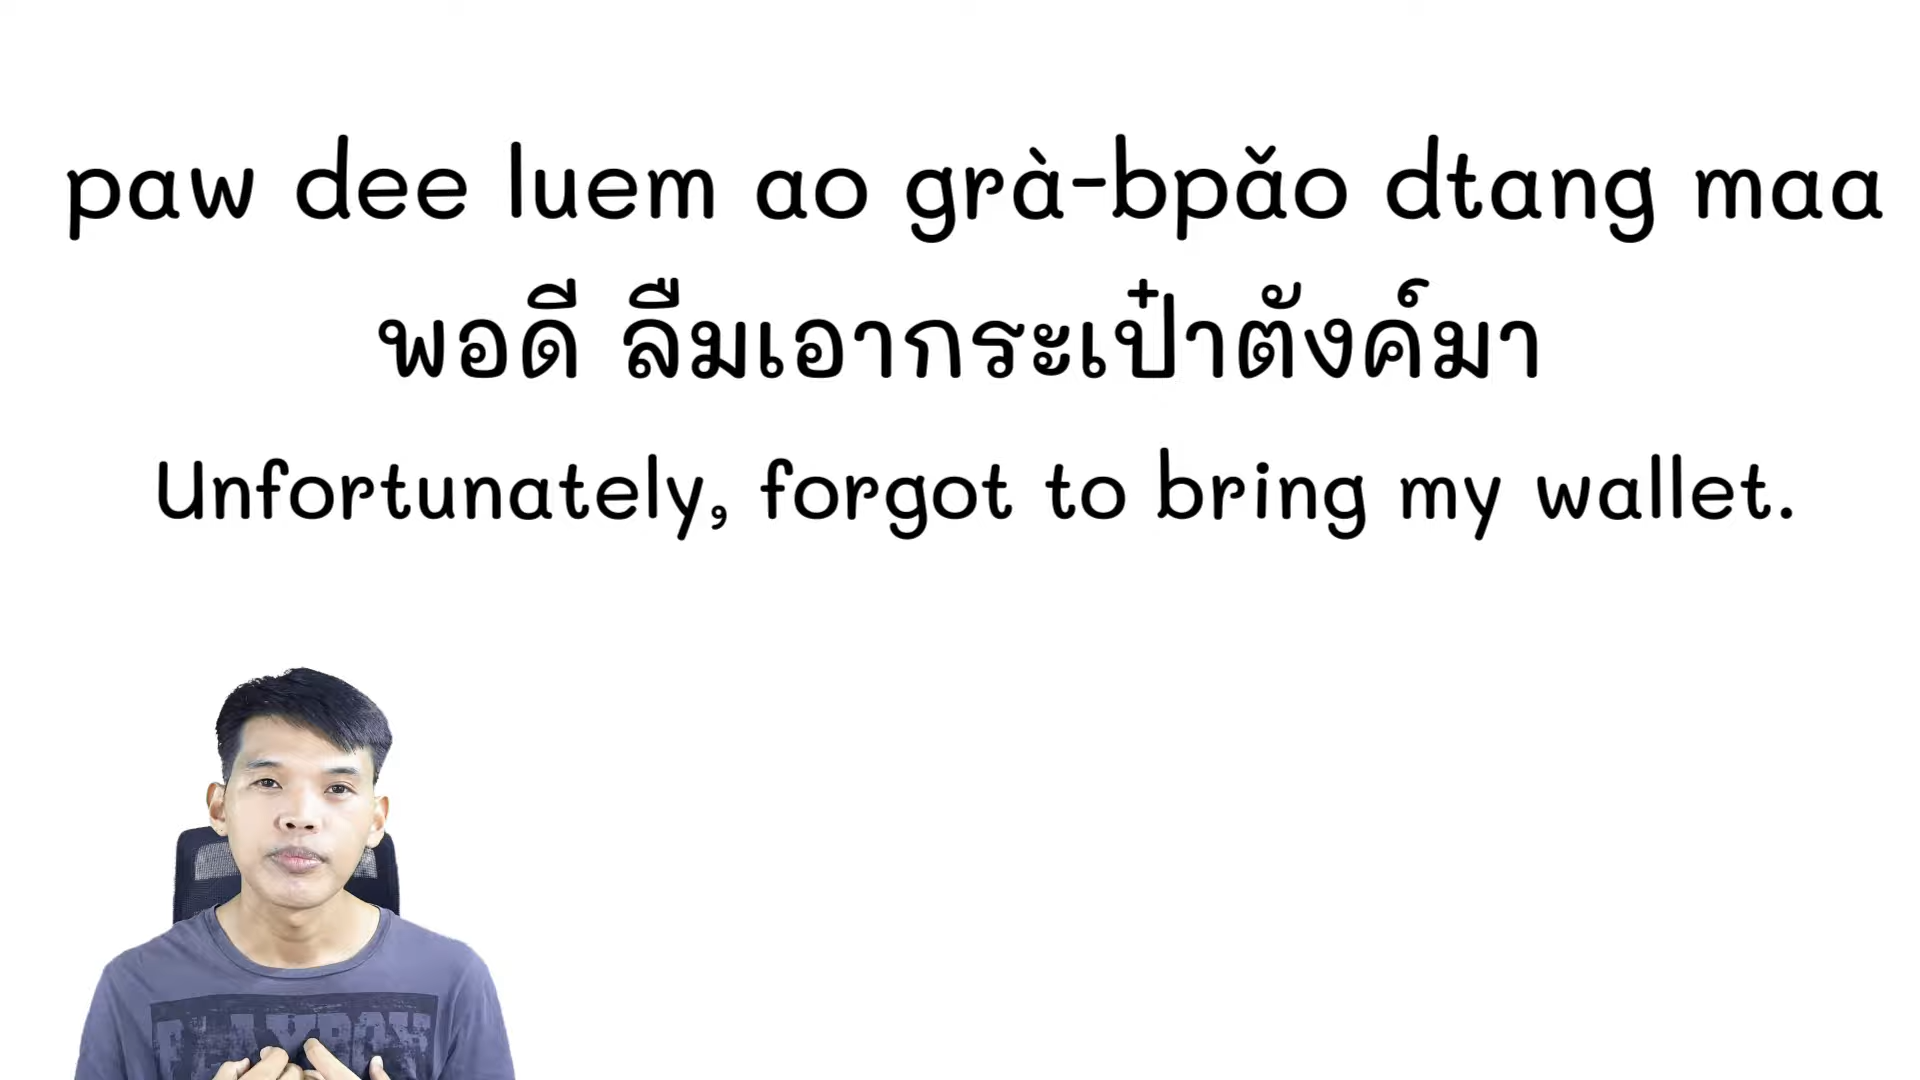 paw dee luem ao grà-bpǎo dtang maa
พอดี ลืมเอากระเป๋าตังค์มา
Unfortunately, forgot to bring my wallet.
PLAYBOY